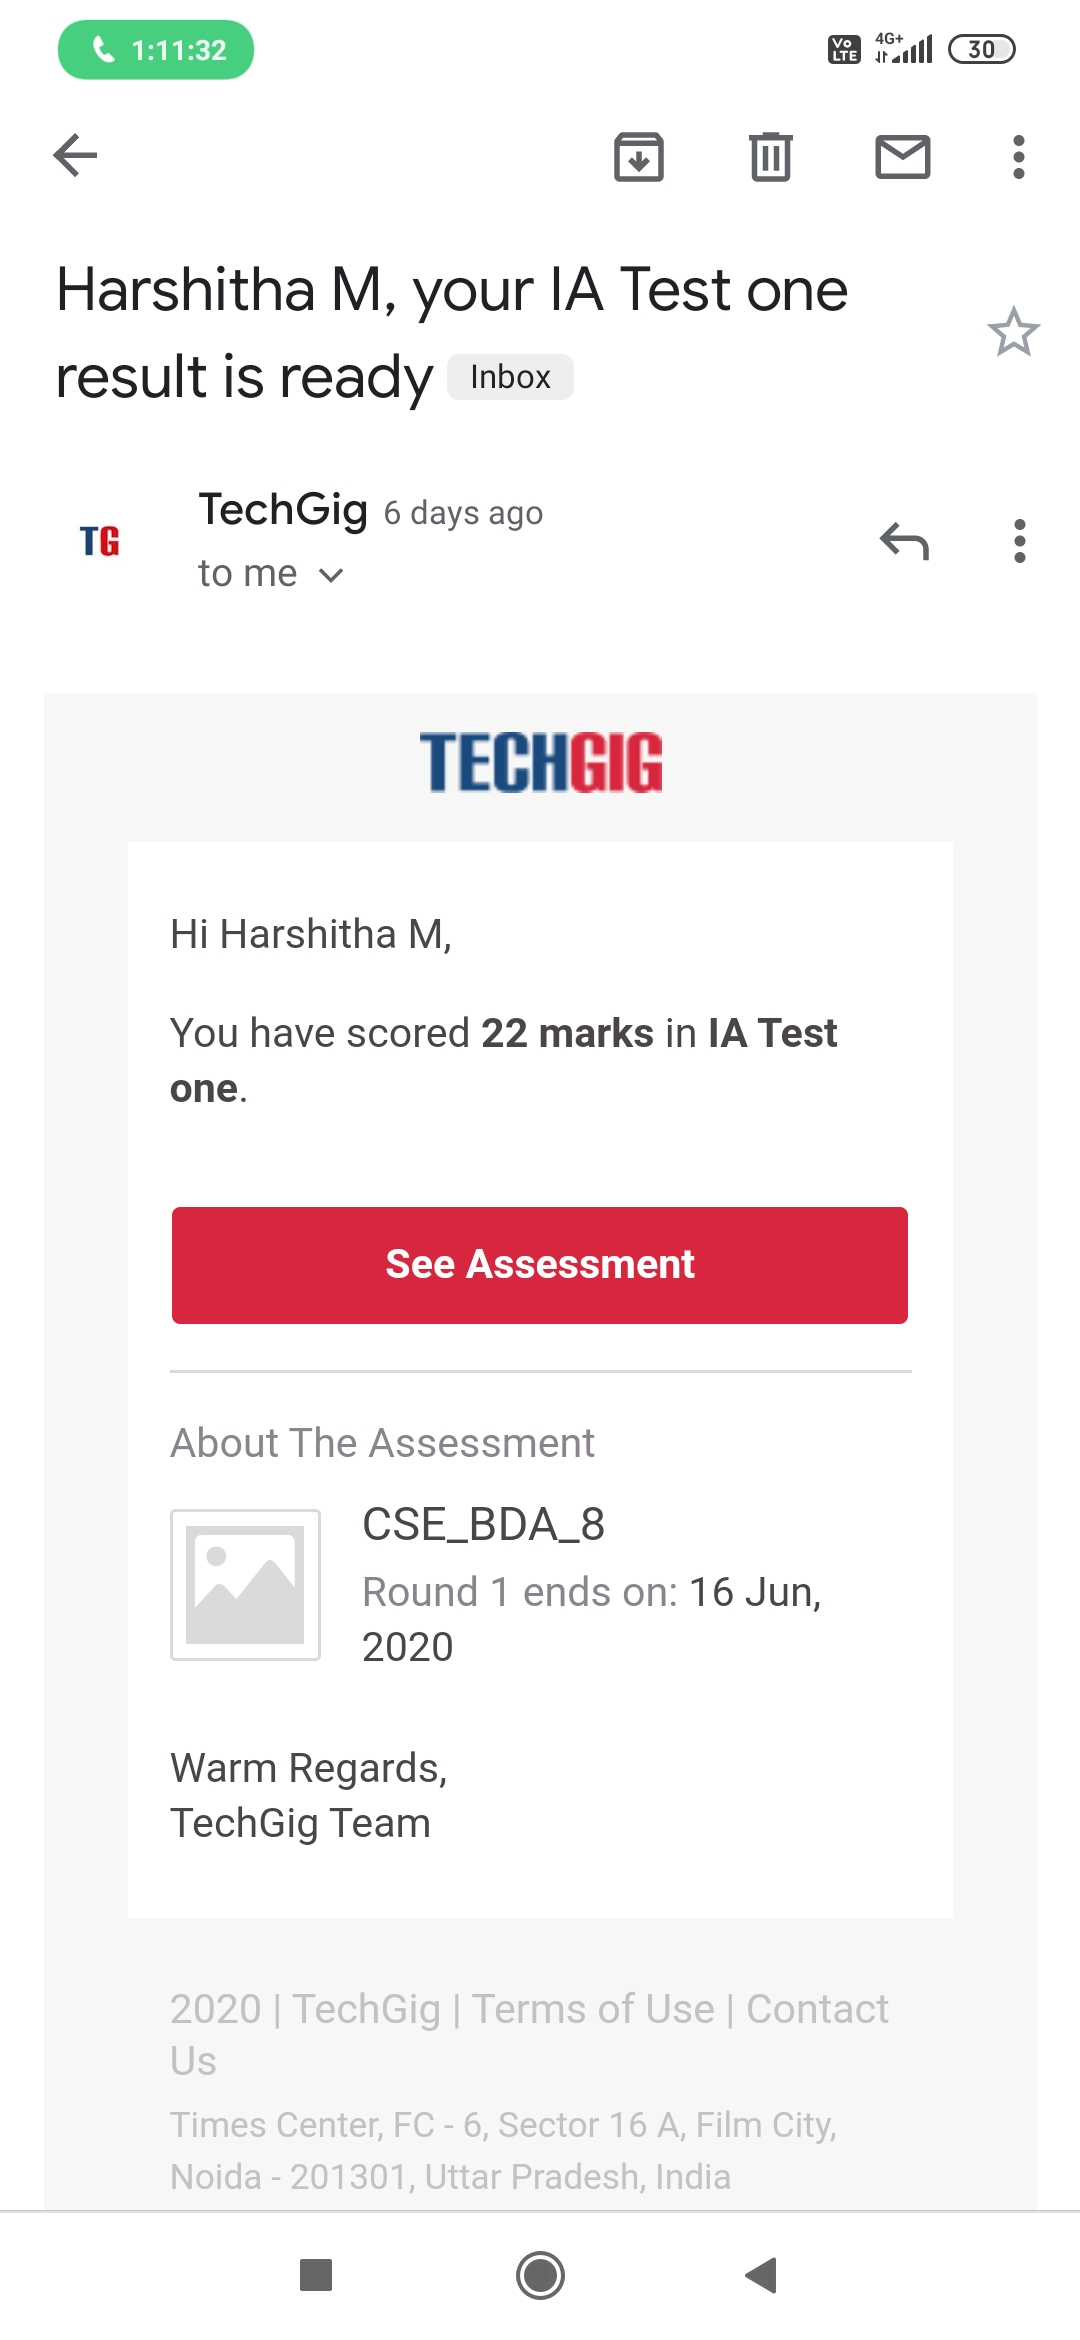 1:11:32
Vo LTE 4G+ 30
Harshitha M, your IA Test one
result is ready Inbox
TechGig 6 days ago
TG
to me
TECHGIG
Hi Harshitha M,
You have scored 22 marks in IA Test
one.
See Assessment
About The Assessment
CSE_BDA_8
Round 1 ends on: 16 Jun,
2020
Warm Regards,
TechGig Team
2020 | TechGig | Terms of Use | Contact
Us
Times Center, FC - 6, Sector 16 A, Film City,
Noida - 201301, Uttar Pradesh, India